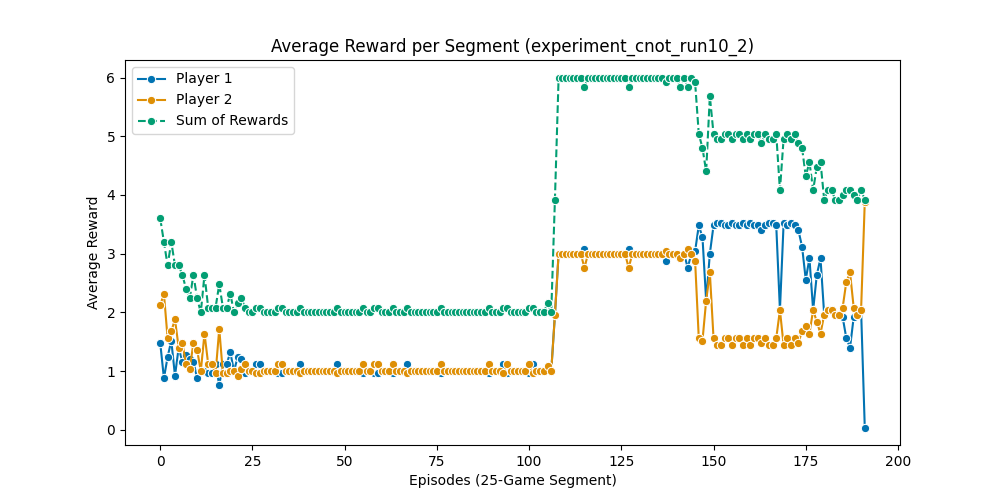 Average Reward per Segment (experiment_cnot_run10_2)
Player 1
Player 2
Sum of Rewards
Average Reward
6
5
4
3
2
1
0
0 25 50 75 100 125 150 175 200
Episodes (25-Game Segment)